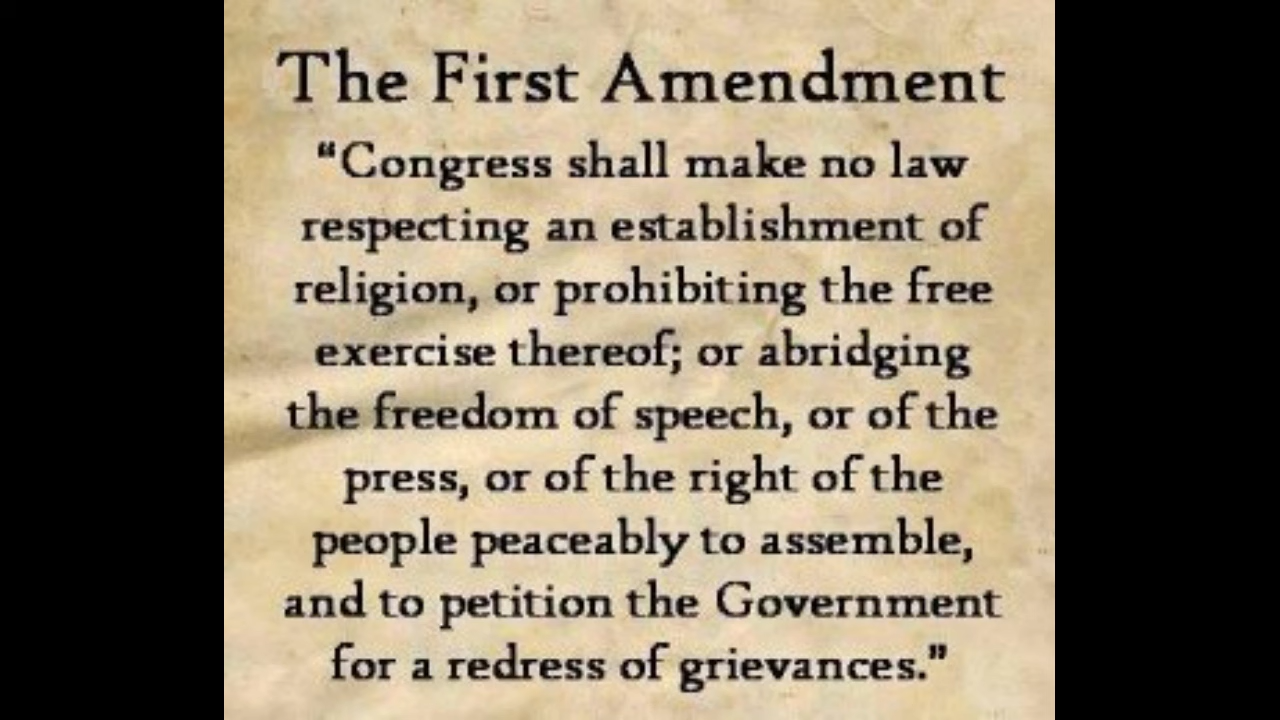 The First Amendment
“Congress shall make no law
respecting an establishment of
religion, or prohibiting the free
exercise thereof; or abridging
the freedom of speech, or of the
press, or of the right of the
people peaceably to assemble,
and to petition the Government
for a redress of grievances.”